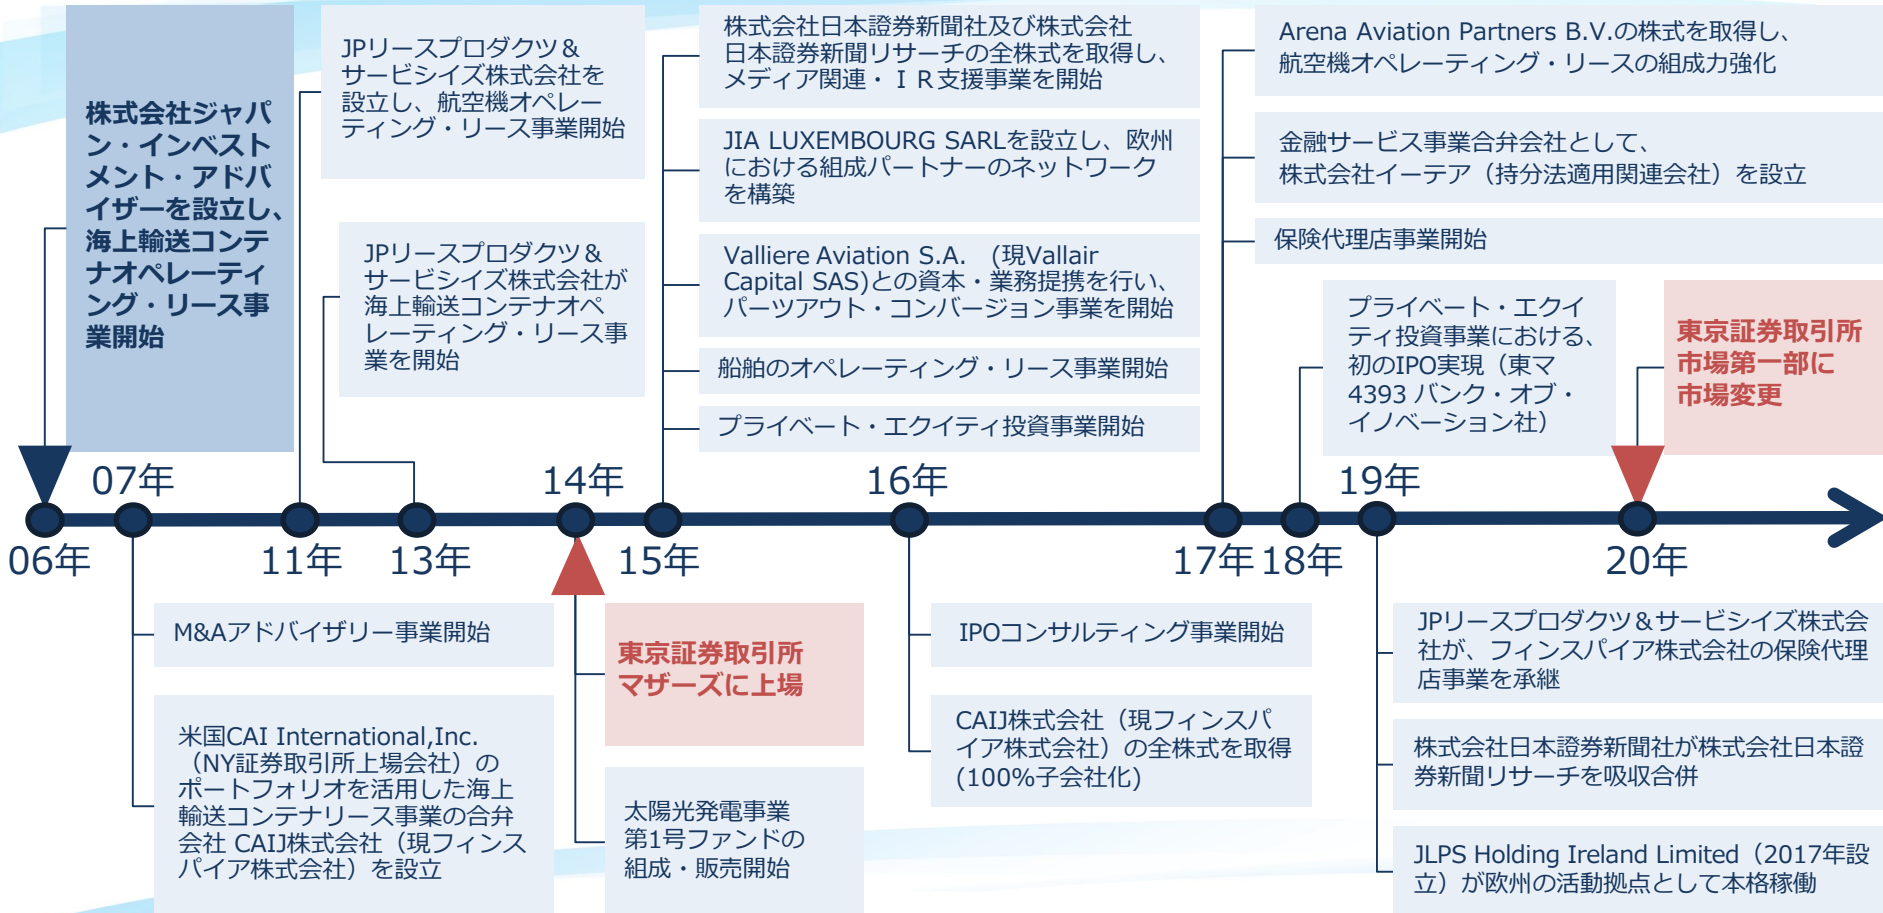 株式会社ジャパ
ン・インベスト
メント・アドバ
イザーを設立し、
海上輸送コンテ
ナオペレーティ
ング・リース事
業開始
JPリースプロダクツ＆
サービシイズ株式会社を
設立し、航空機オペレー
ティング・リース事業開始
JPリースプロダクツ＆
サービシイズ株式会社が
海上輸送コンテナオペ
レーティング・リース事
業を開始
株式会社日本證券新聞社及び株式会社
日本證券新聞リサーチの全株式を取得し、
メディア関連・ＩＲ支援事業を開始
JIA LUXEMBOURG SARLを設立し、欧州
における組成パートナーのネットワーク
を構築
Valliere Aviation S.A.　(現Vallair
Capital SAS)との資本・業務提携を行い、
パーツアウト・コンバージョン事業を開始
船舶のオペレーティング・リース事業開始
プライベート・エクイティ投資事業開始
Arena Aviation Partners B.V.の株式を取得し、
航空機オペレーティング・リースの組成力強化
金融サービス事業合弁会社として、
株式会社イーテア（持分法適用関連会社）を設立
保険代理店事業開始
プライベート・エクイ
ティ投資事業における、
初のIPO実現（東マ
4393 バンク・オブ・
イノベーション社）
東京証券取引所
市場第一部に
市場変更
07年
14年
16年
19年
06年
11年
13年
15年
17年
18年
20年
M&Aアドバイザリー事業開始
米国CAI International,Inc.
（NY証券取引所上場会社）の
ポートフォリオを活用した海上
輸送コンテナリース事業の合弁
会社 CAIJ株式会社（現フィンス
パイア株式会社）を設立
東京証券取引所
マザーズに上場
太陽光発電事業
第1号ファンドの
組成・販売開始
IPOコンサルティング事業開始
CAIJ株式会社（現フィンスパ
イア株式会社）の全株式を取得
(100%子会社化)
JPリースプロダクツ＆サービシイズ株式会
社が、フィンスパイア株式会社の保険代理
店事業を承継
株式会社日本證券新聞社が株式会社日本證
券新聞リサーチを吸収合併
JLPS Holding Ireland Limited（2017年設
立）が欧州の活動拠点として本格稼働